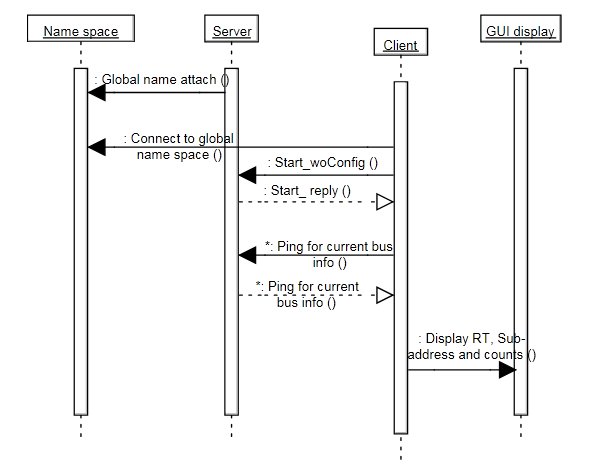 Name space
Server
Client
GUI display
: Global name attach ()
: Connect to global
name space ()
: Start_woConfig ()
: Start_ reply ()
*: Ping for current bus
info ()
*: Ping for current
bus info ()
: Display RT, Sub-
address and counts ()